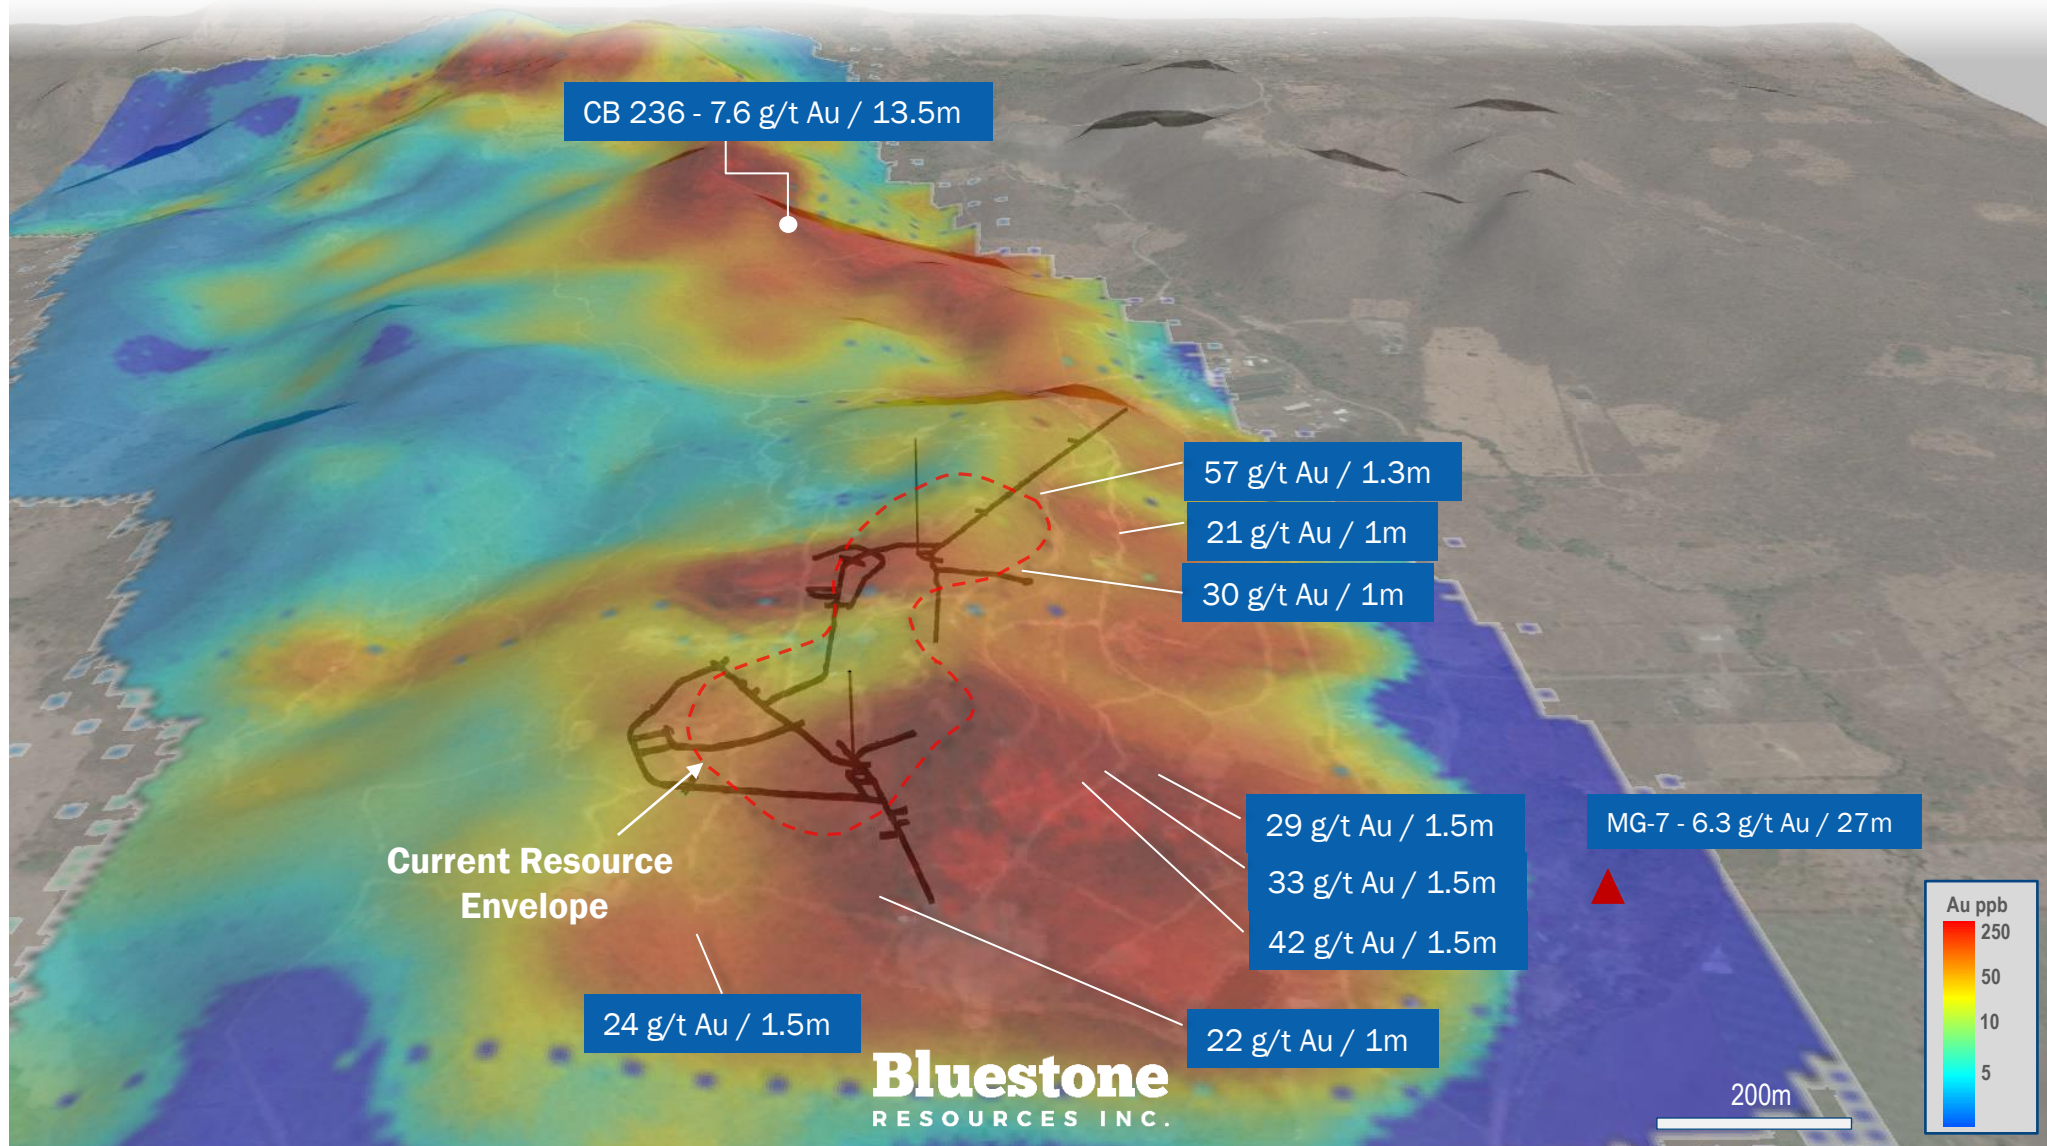 CB 236 - 7.6 g/t Au / 13.5m
57 g/t Au / 1.3m
21 g/t Au / 1m
30 g/t Au / 1m
29 g/t Au / 1.5m
MG-7 - 6.3 g/t Au / 27m
33 g/t Au / 1.5m
42 g/t Au / 1.5m
Current Resource
Envelope
24 g/t Au / 1.5m
22 g/t Au / 1m
Bluestone
RESOURCES INC.
200m
Au ppb
250
50
10
5